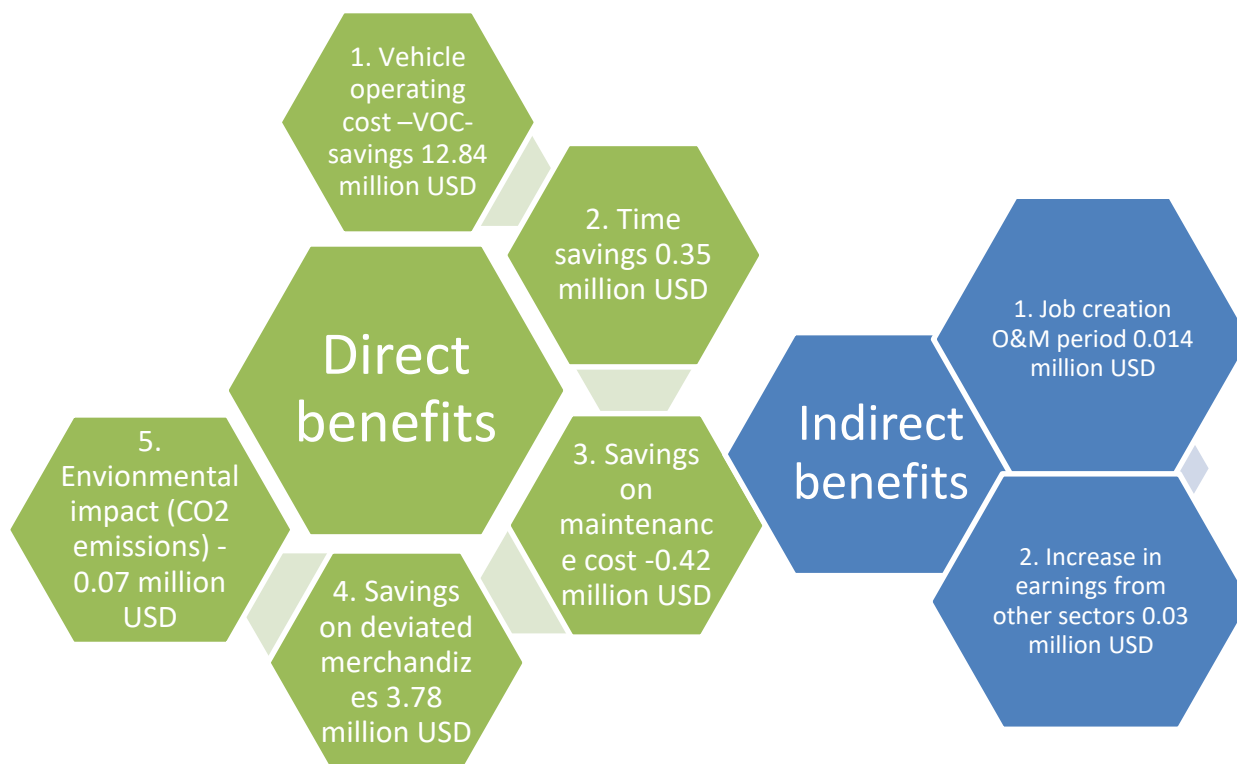 1. Vehicle
operating
cost –VOC-
savings 12.84
million USD
2. Time
savings 0.35
million USD
Direct
benefits
3. Savings
on
maintenanc
e cost -0.42
million USD
4. Savings
on deviated
merchandiz
es 3.78
million USD
5.
Envionmental
impact (CO2
emissions) -
0.07 million
USD
Indirect
benefits
1. Job creation
O&M period 0.014
million USD
2. Increase in
earnings from
other sectors 0.03
million USD